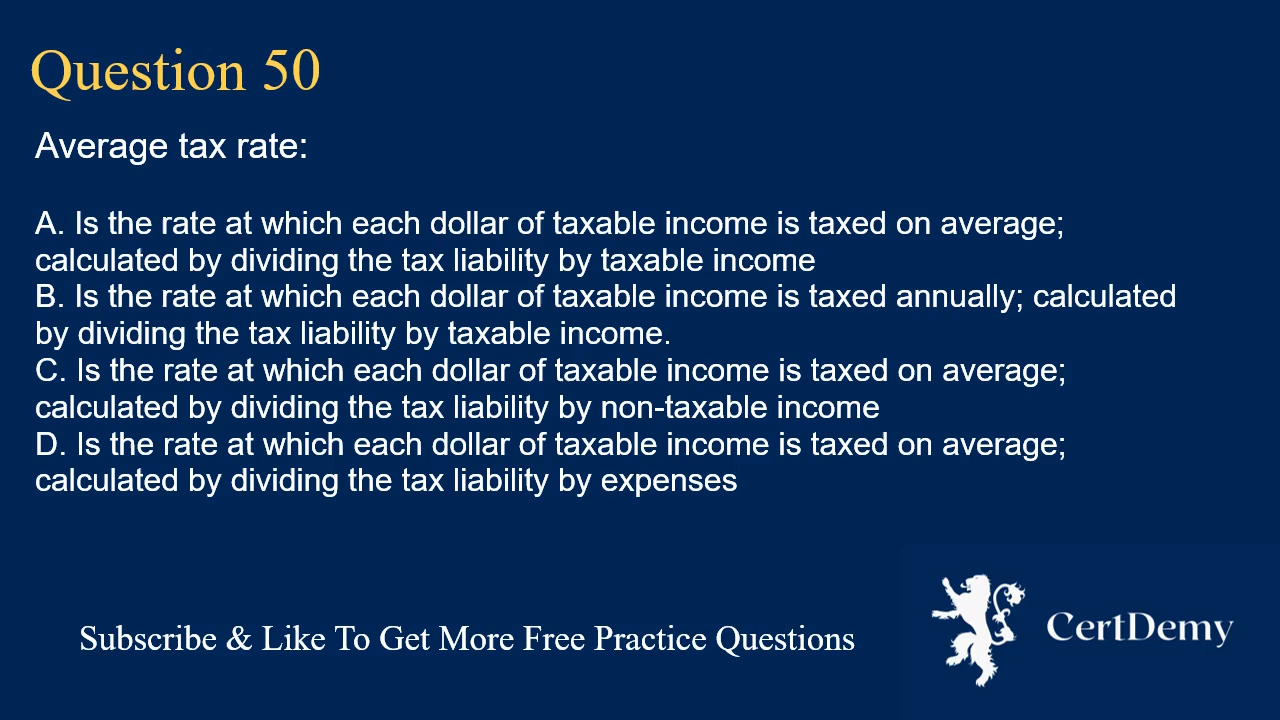 Question 50
Average tax rate:
A. Is the rate at which each dollar of taxable income is taxed on average;
calculated by dividing the tax liability by taxable income
B. Is the rate at which each dollar of taxable income is taxed annually; calculated
by dividing the tax liability by taxable income.
C. Is the rate at which each dollar of taxable income is taxed on average;
calculated by dividing the tax liability by non-taxable income
D. Is the rate at which each dollar of taxable income is taxed on average;
calculated by dividing the tax liability by expenses
Subscribe & Like To Get More Free Practice Questions
CertDemy